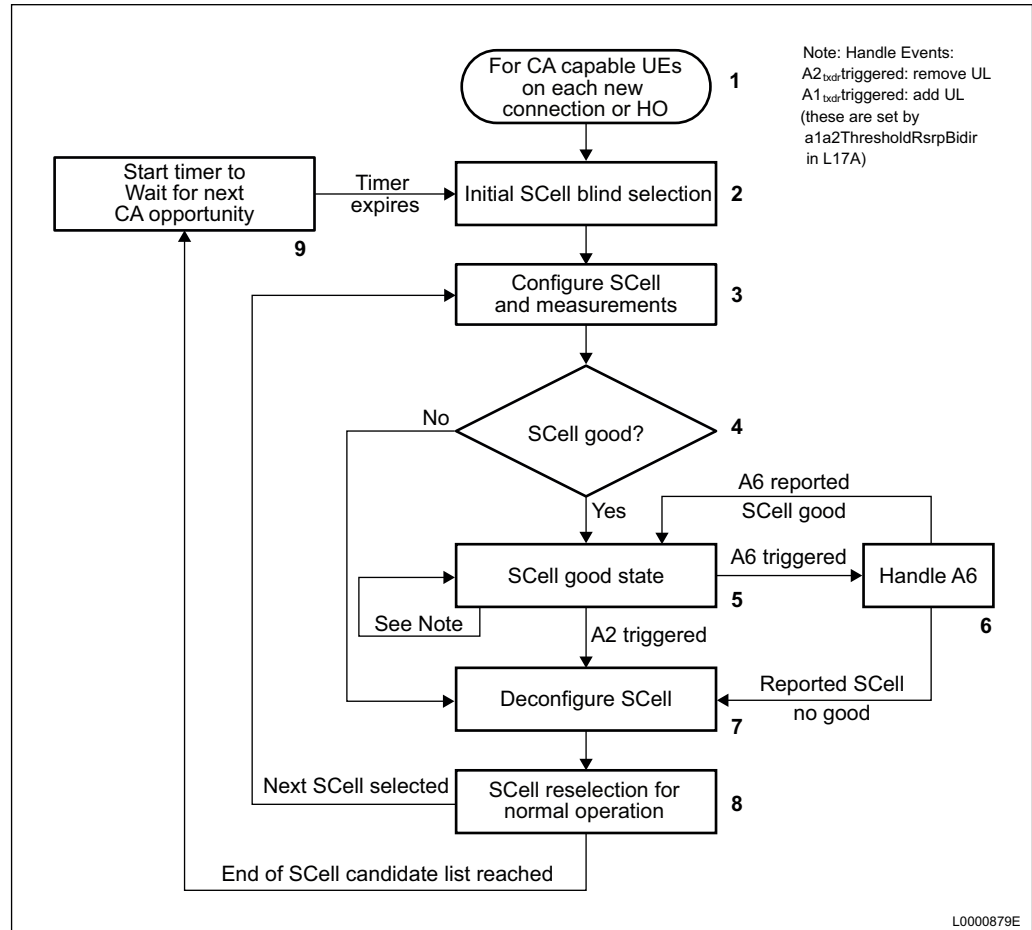 For CA capable UEs
on each new
connection or HO
1
Note: Handle Events:
A2txdrtriggered: remove UL
A1txdrtriggered: add UL
(these are set by
a1a2ThresholdRsrpBidir
in L17A)
Start timer to
Wait for next
CA opportunity
9
Timer
expires
Initial SCell blind selection
2
Configure SCell
and measurements
3
No
SCell good?
4
Yes
A6 reported
SCell good
SCell good state
5
A6 triggered
Handle A6
6
See Note
A2 triggered
Deconfigure SCell
7
Reported SCell
no good
Next SCell selected
SCell reselection for
normal operation
8
End of SCell candidate list reached
L0000879E